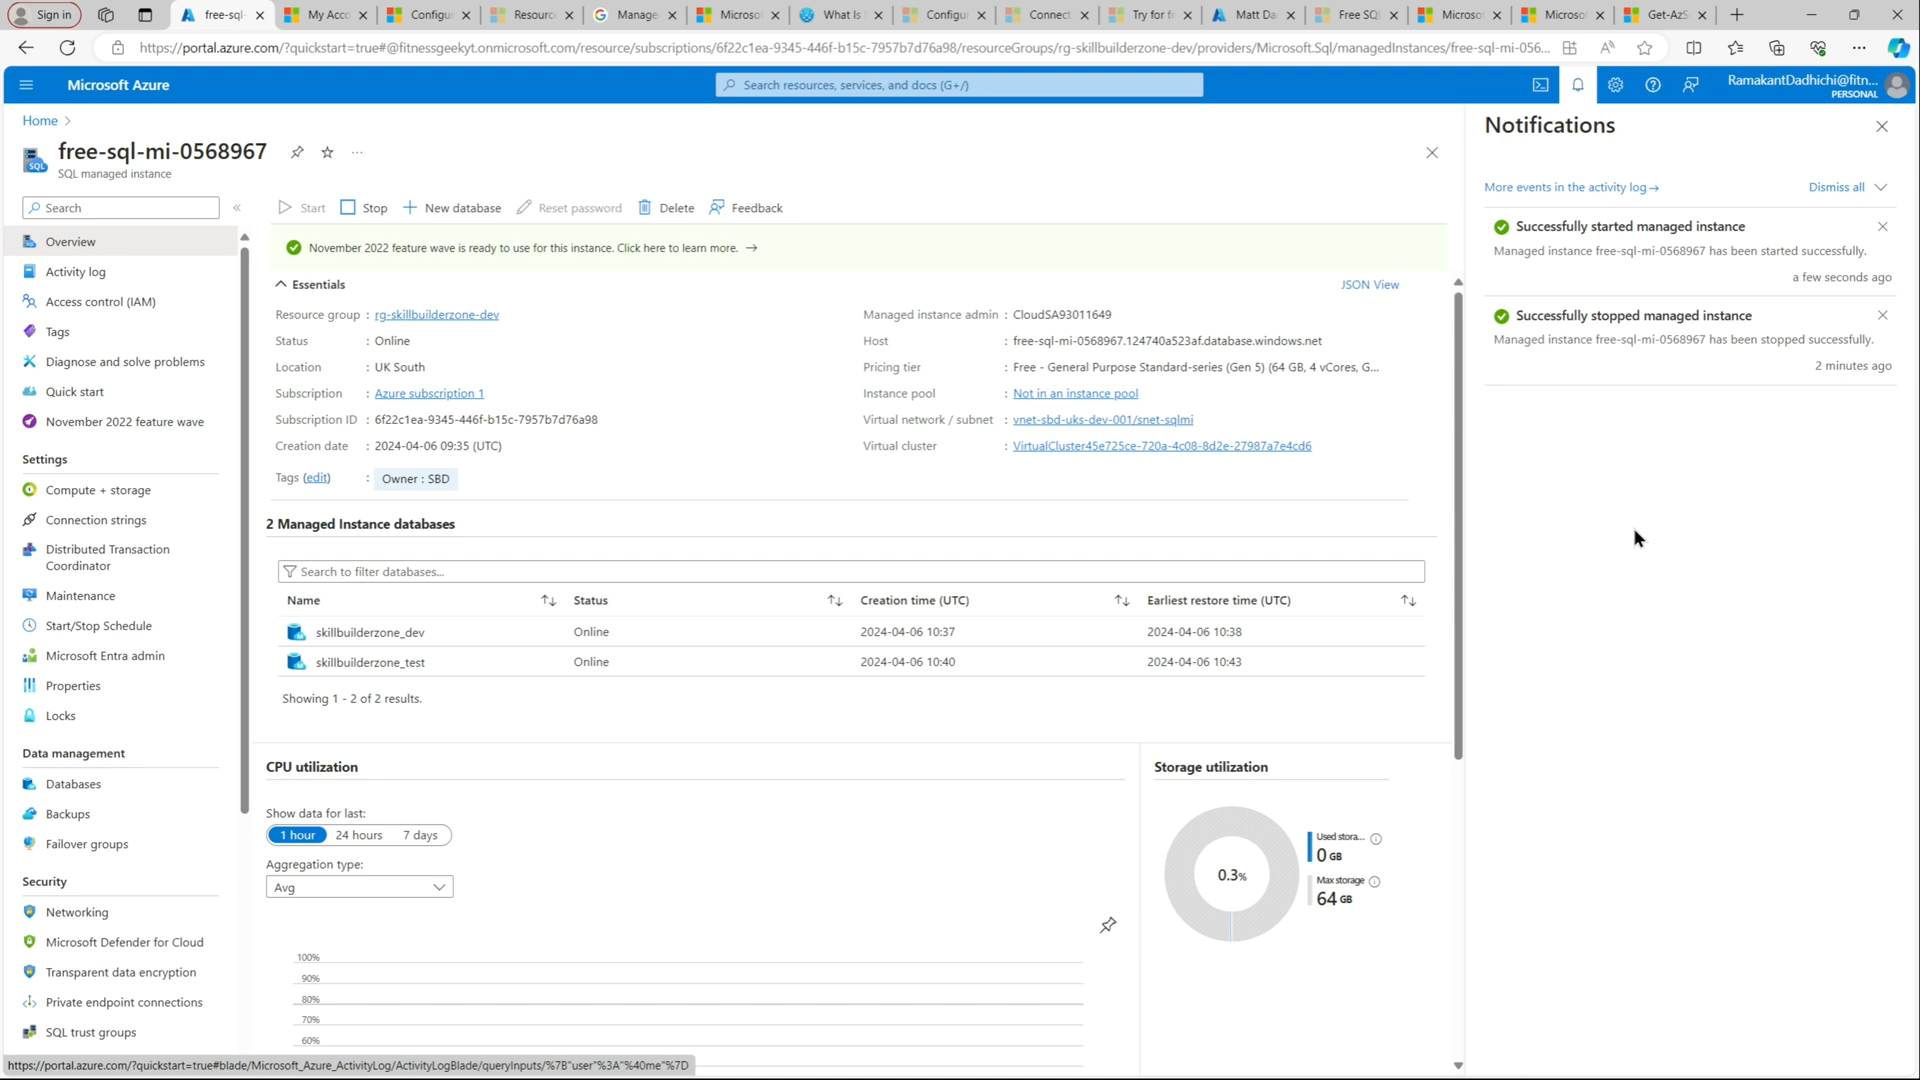 Sign in
free-sql-
My Acc
Configu
Resourc
Manage
Microso
What Is
Configu
Connect
Try for f
Matt Da
Free SQ
Microso
Microso
Get-AzS
https://portal.azure.com/?quickstart=true#@fitnessgeekyt.onmicrosoft.com/resource/subscriptions/6f22c1ea-9345-446f-b15c-7957b7d76a98/resourceGroups/rg-skillbuilderzone-dev/providers/Microsoft.Sql/managedInstances/free-sql-mi-056...
Microsoft Azure
Search resources, services, and docs (G+/)
RamakantDadhichi@fitn...
PERSONAL
Home >
free-sql-mi-0568967
SQL managed instance
Search
Overview
Activity log
Access control (IAM)
Tags
Diagnose and solve problems
Quick start
November 2022 feature wave
Settings
Compute + storage
Connection strings
Distributed Transaction
Coordinator
Maintenance
Start/Stop Schedule
Microsoft Entra admin
Properties
Locks
Data management
Databases
Backups
Failover groups
Security
Networking
Microsoft Defender for Cloud
Transparent data encryption
Private endpoint connections
SQL trust groups
Start
Stop
New database
Reset password
Delete
Feedback
November 2022 feature wave is ready to use for this instance. Click here to learn more. →
Essentials
JSON View
Resource group : rg-skillbuilderzone-dev
Status : Online
Location : UK South
Subscription : Azure subscription 1
Subscription ID : 6f22c1ea-9345-446f-b15c-7957b7d76a98
Creation date : 2024-04-06 09:35 (UTC)
Tags (edit) : Owner : SBD
Managed instance admin : CloudSA93011649
Host : free-sql-mi-0568967.124740a523af.database.windows.net
Pricing tier : Free - General Purpose Standard-series (Gen 5) (64 GB, 4 vCores, G...
Instance pool : Not in an instance pool
Virtual network / subnet : vnet-sbd-uks-dev-001/snet-sqlmi
Virtual cluster : VirtualCluster45e725ce-720a-4c08-8d2e-27987a7e4cd6
2 Managed Instance databases
Search to filter databases...
Name Status Creation time (UTC) Earliest restore time (UTC)
skillbuilderzone_dev Online 2024-04-06 10:37 2024-04-06 10:38
skillbuilderzone_test Online 2024-04-06 10:40 2024-04-06 10:43
Showing 1 - 2 of 2 results.
CPU utilization
Show data for last:
1 hour 24 hours 7 days
Aggregation type:
Avg
100%
90%
80%
70%
60%
Storage utilization
0.3%
Used stora...
0 GB
Max storage
64 GB
Notifications
More events in the activity log →
Dismiss all
Successfully started managed instance
Managed instance free-sql-mi-0568967 has been started successfully.
a few seconds ago
Successfully stopped managed instance
Managed instance free-sql-mi-0568967 has been stopped successfully.
2 minutes ago
https://portal.azure.com/?quickstart=true#blade/Microsoft_Azure_ActivityLog/ActivityLogBlade/queryInputs/%7B"user"%3A"%40me"%7D